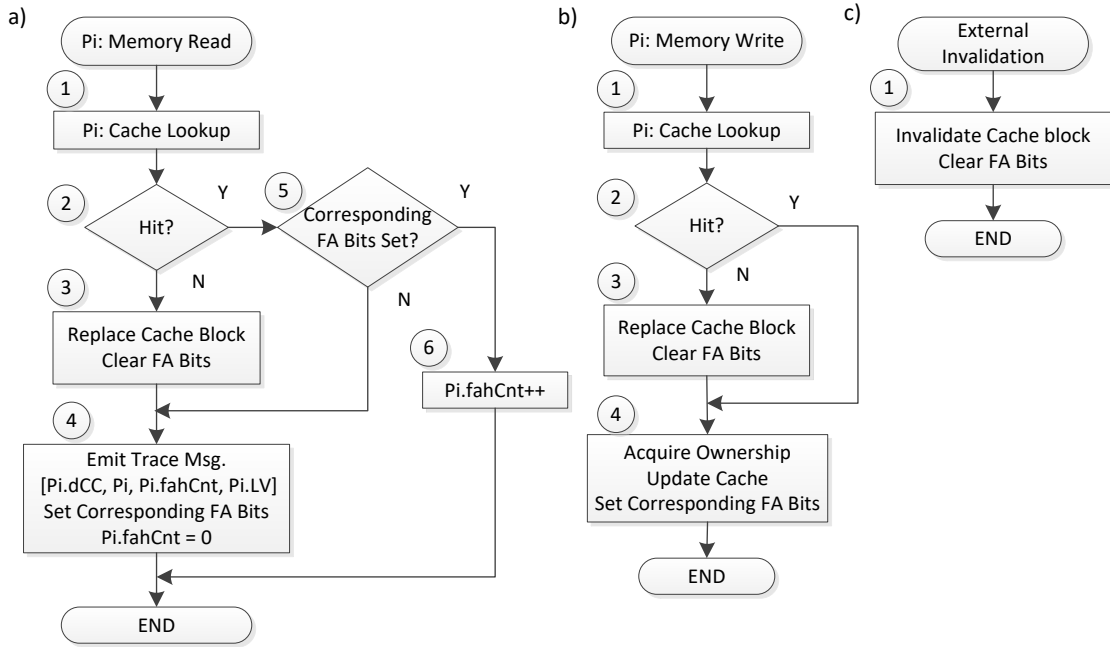 a)
Pi: Memory Read
1
Pi: Cache Lookup
2
Hit?
Y
N
5
Corresponding
FA Bits Set?
Y
N
3
Replace Cache Block
Clear FA Bits
6
Pi.fahCnt++
4
Emit Trace Msg.
[Pi.dCC, Pi, Pi.fahCnt, Pi.LV]
Set Corresponding FA Bits
Pi.fahCnt = 0
END
b)
Pi: Memory Write
1
Pi: Cache Lookup
2
Hit?
Y
N
3
Replace Cache Block
Clear FA Bits
4
Acquire Ownership
Update Cache
Set Corresponding FA Bits
END
c)
External
Invalidation
1
Invalidate Cache block
Clear FA Bits
END